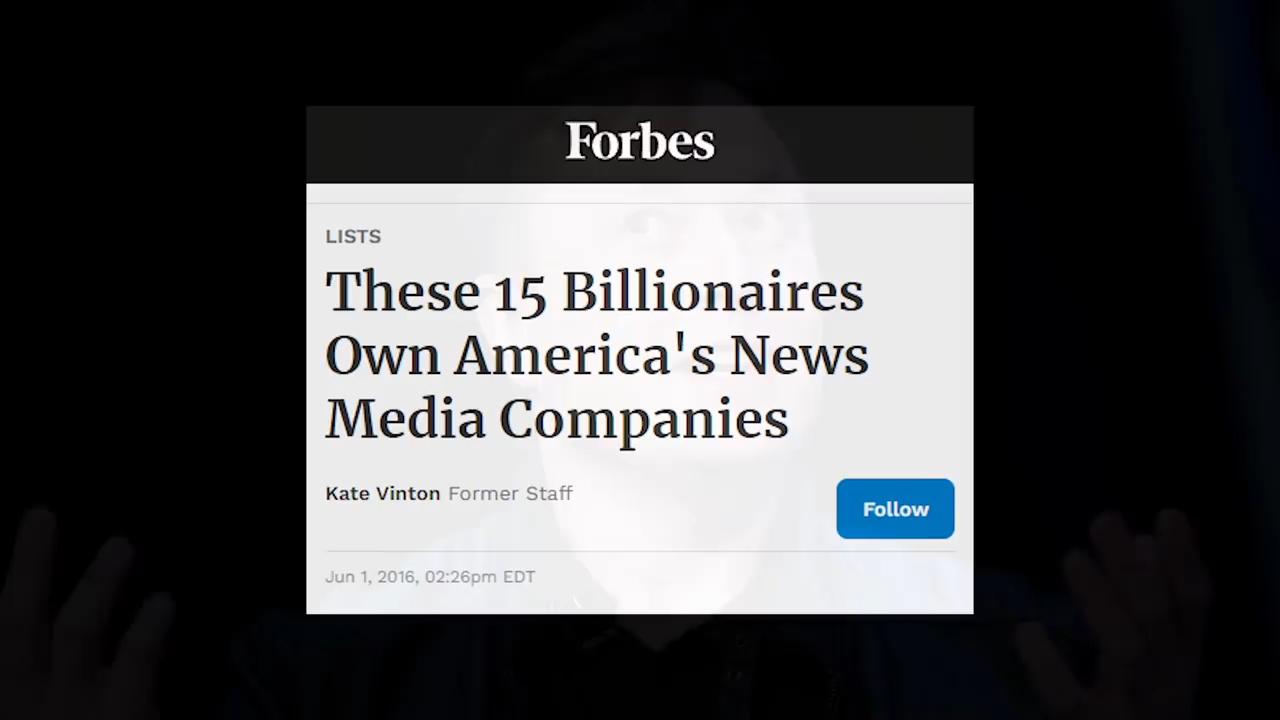 Forbes
LISTS
These 15 Billionaires
Own America's News
Media Companies
Kate Vinton Former Staff
Follow
Jun 1, 2016, 02:26pm EDT